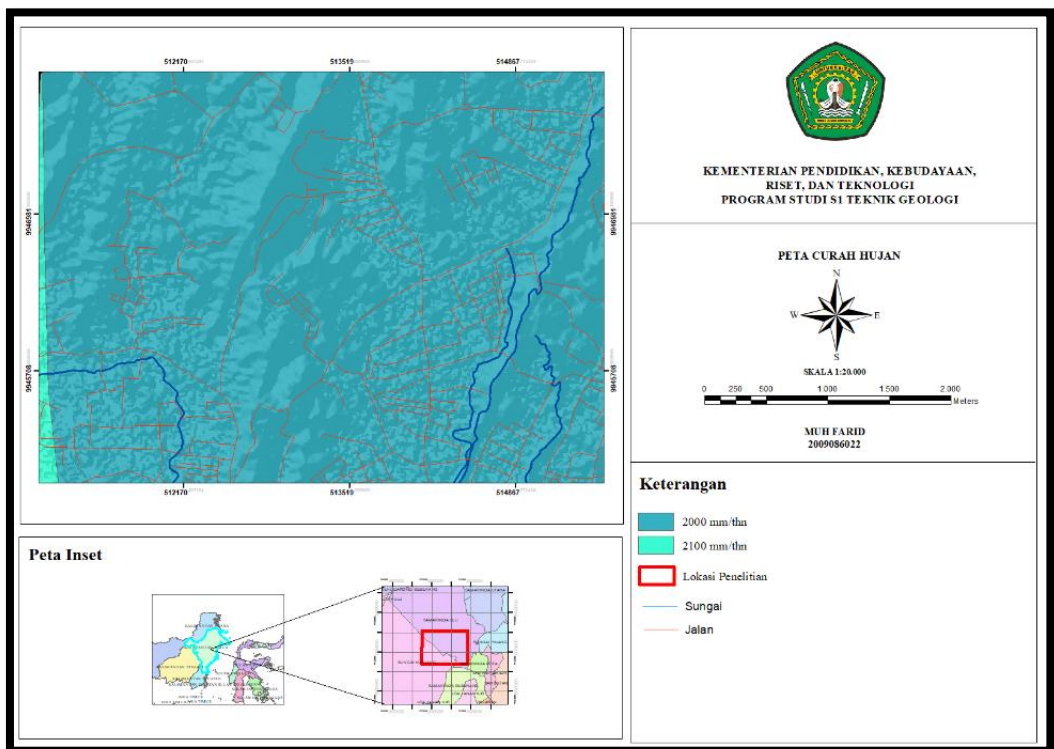 512170
513519
514867
9946981
9946981
9945708
9945708
512170
513519
514867
KEMENTERIAN PENDIDIKAN, KEBUDAYAAN,
RISET, DAN TEKNOLOGI
PROGRAM STUDI S1 TEKNIK GEOLOGI
PETA CURAH HUJAN
N
W
E
S
SKALA 1:20.000
0 250 500 1.000 1.500 2.000
Meters
MUH FARID
2009086022
Keterangan
2000 mm/thn
2100 mm/thn
Lokasi Penelitian
Sungai
Jalan
Peta Inset